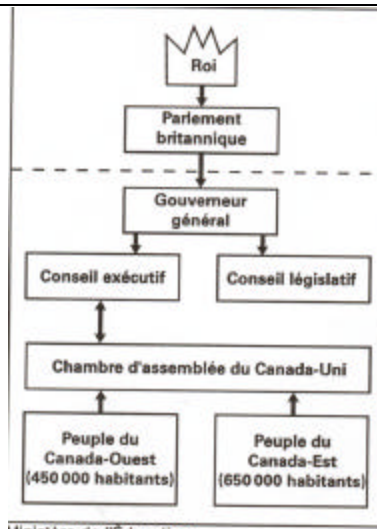 Roi
Parlement
britannique
Gouverneur
général
Conseil exécutif
Conseil législatif
Chambre d'assemblée du Canada-Uni
Peuple du
Canada-Ouest
(450 000 habitants)
Peuple du
Canada-Est
(650 000 habitants)